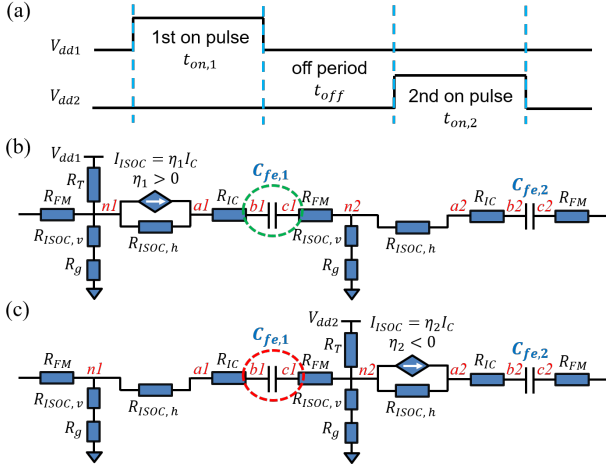 (a)
V_dd1 1st on pulse
t_on,1
off period
t_off
V_dd2 2nd on pulse
t_on,2
(b)
V_dd1 I_ISOC = η_1 I_C
η_1 > 0
R_T
C_fe,1 C_fe,2
R_FM n1 a1 R_IC b1 c1 R_FM n2 a2 R_IC b2 c2 R_FM
R_ISOC,v R_ISOC,h R_ISOC,v R_ISOC,h
R_g R_g
(c)
V_dd2 I_ISOC = η_2 I_C
η_2 < 0
R_T
C_fe,1 C_fe,2
R_FM n1 a1 R_IC b1 c1 R_FM n2 a2 R_IC b2 c2 R_FM
R_ISOC,v R_ISOC,h R_ISOC,v R_ISOC,h
R_g R_g